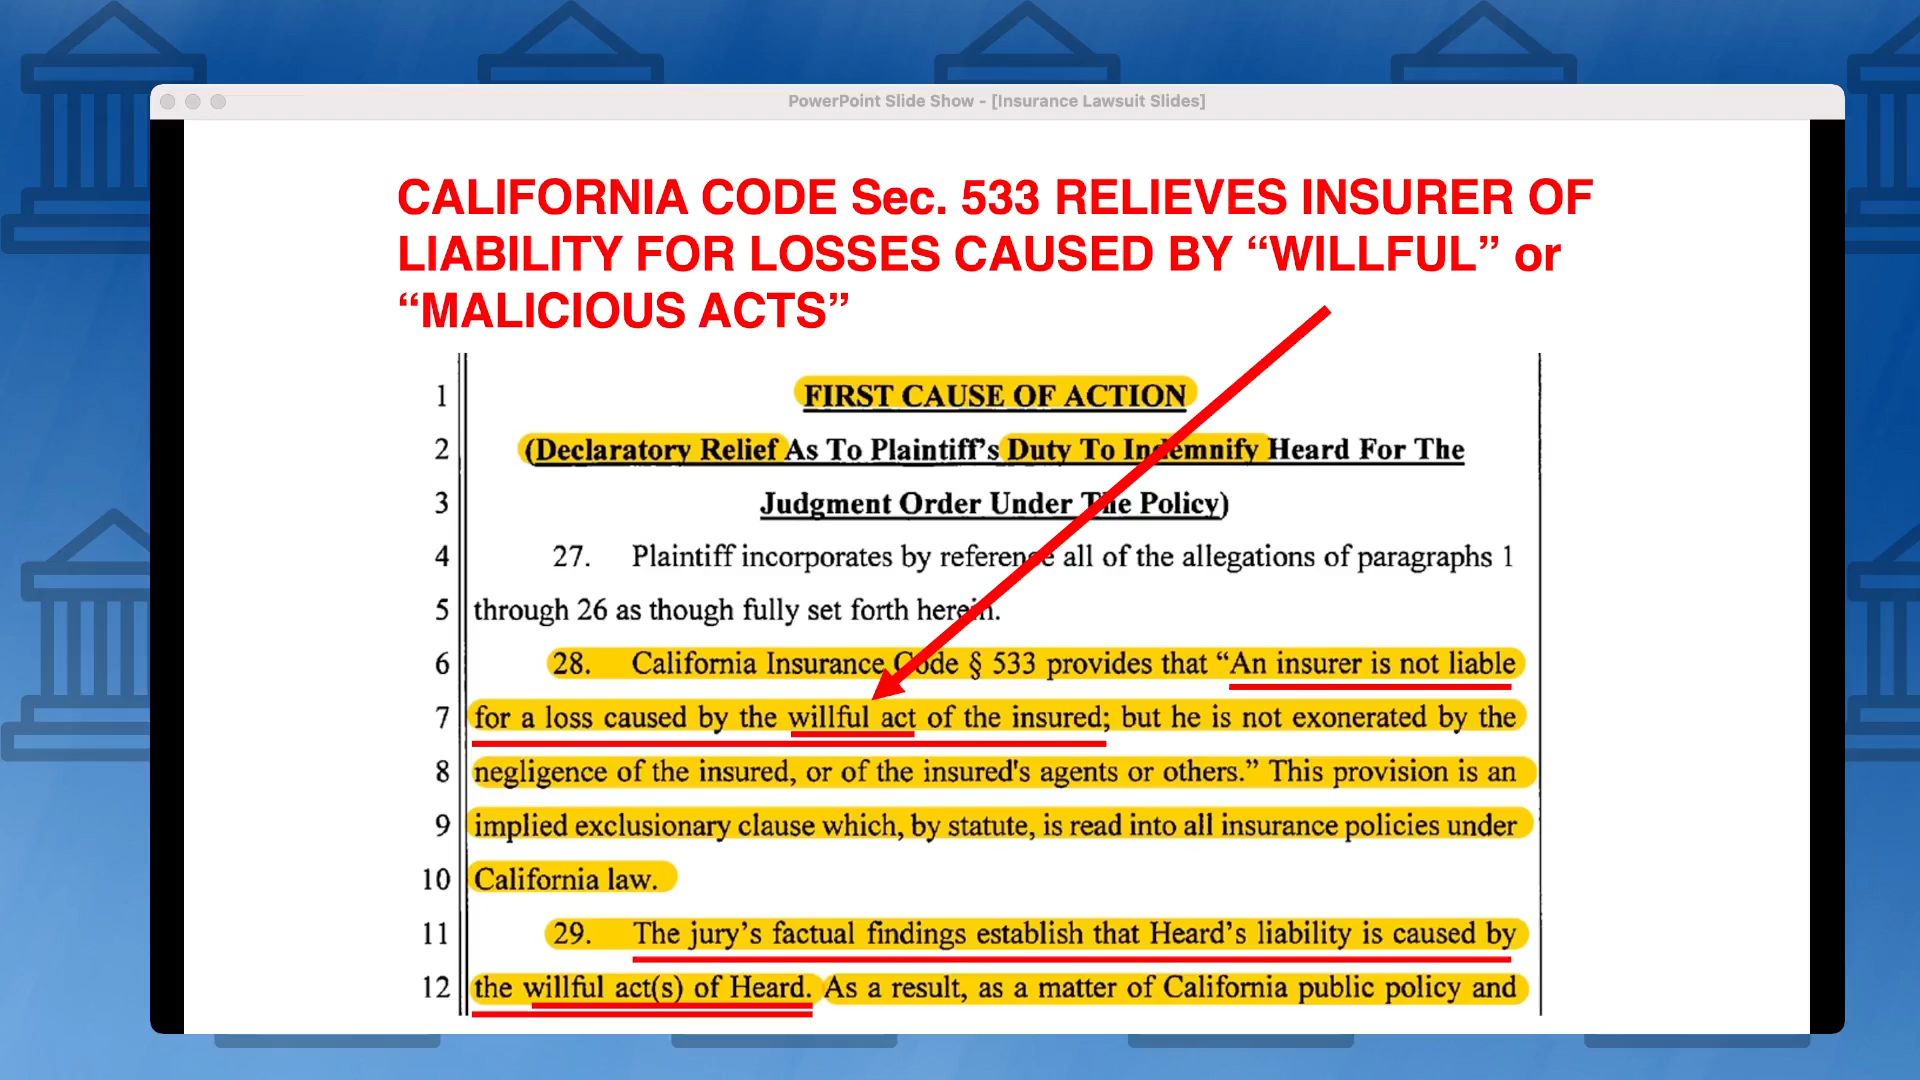 PowerPoint Slide Show - [Insurance Lawsuit Slides]
CALIFORNIA CODE Sec. 533 RELIEVES INSURER OF
LIABILITY FOR LOSSES CAUSED BY “WILLFUL” or
“MALICIOUS ACTS”
1 FIRST CAUSE OF ACTION
2 (Declaratory Relief As To Plaintiff’s Duty To Indemnify Heard For The
3 Judgment Order Under The Policy)
4 27. Plaintiff incorporates by reference all of the allegations of paragraphs 1
5 through 26 as though fully set forth herein.
6 28. California Insurance Code § 533 provides that “An insurer is not liable
7 for a loss caused by the willful act of the insured; but he is not exonerated by the
8 negligence of the insured, or of the insured's agents or others.” This provision is an
9 implied exclusionary clause which, by statute, is read into all insurance policies under
10 California law.
11 29. The jury’s factual findings establish that Heard’s liability is caused by
12 the willful act(s) of Heard. As a result, as a matter of California public policy and